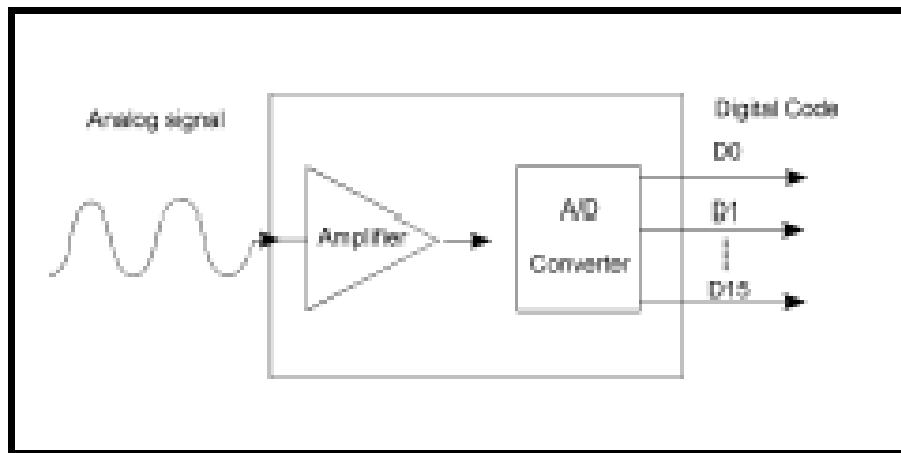 Analog signal
Digital Code
D0
Amplifier
A/D
Converter
D1
D15